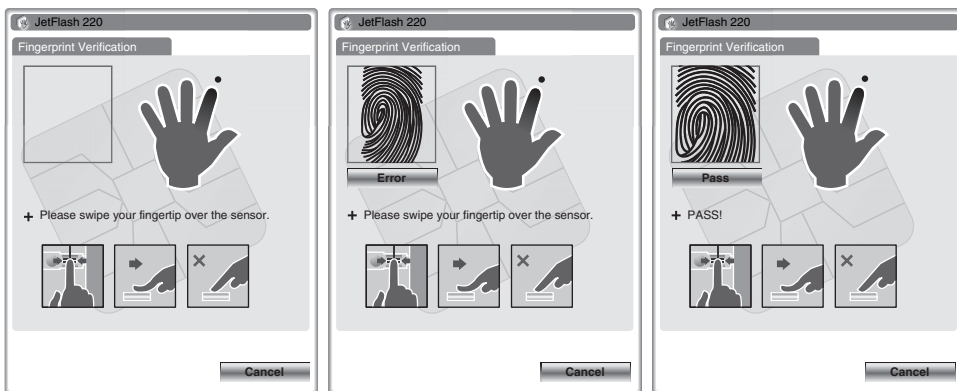 JetFlash 220
Fingerprint Verification
+ Please swipe your fingertip over the sensor.
Cancel
JetFlash 220
Fingerprint Verification
Error
+ Please swipe your fingertip over the sensor.
Cancel
JetFlash 220
Fingerprint Verification
Pass
+ PASS!
Cancel